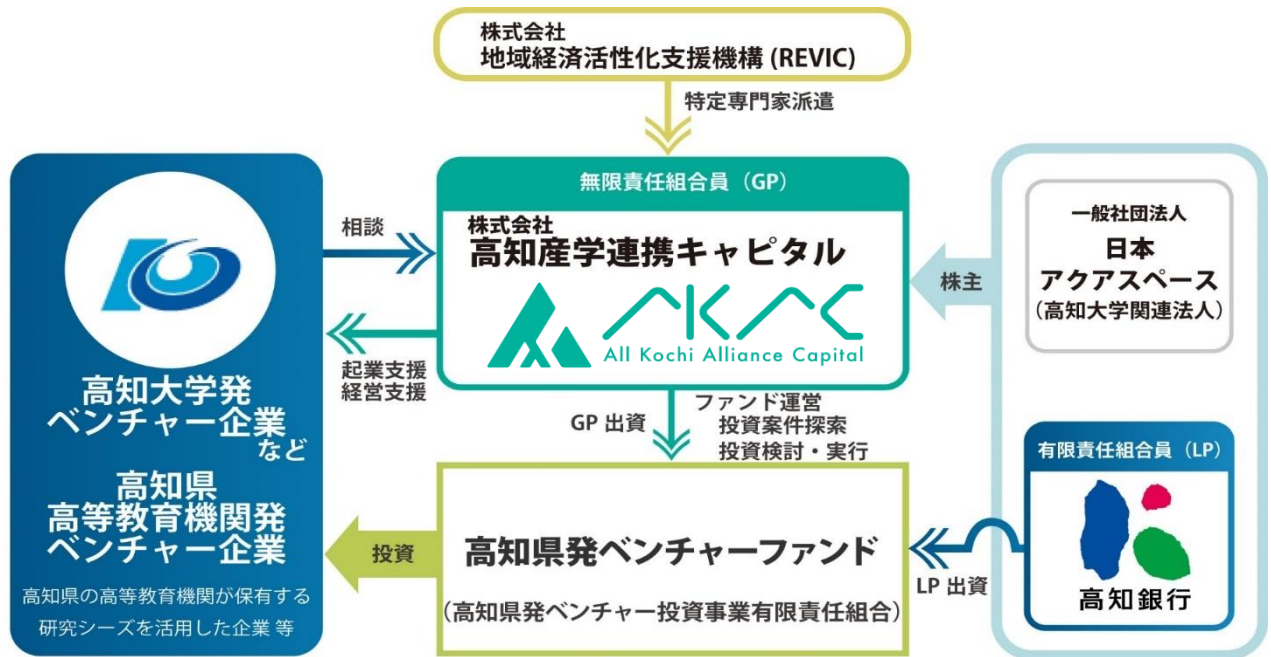 株式会社
地域経済活性化支援機構 (REVIC)
特定専門家派遣
無限責任組合員（GP）
株式会社
高知産学連携キャピタル
AKAC
All Kochi Alliance Capital
相談
起業支援
経営支援
高知大学発
ベンチャー企業
など
高知県
高等教育機関発
ベンチャー企業
高知県の高等教育機関が保有する
研究シーズを活用した企業 等
株主
一般社団法人
日本
アクアスペース
（高知大学関連法人）
GP 出資
ファンド運営
投資案件探索
投資検討・実行
有限責任組合員（LP）
高知銀行
LP 出資
投資
高知県発ベンチャーファンド
（高知県発ベンチャー投資事業有限責任組合）